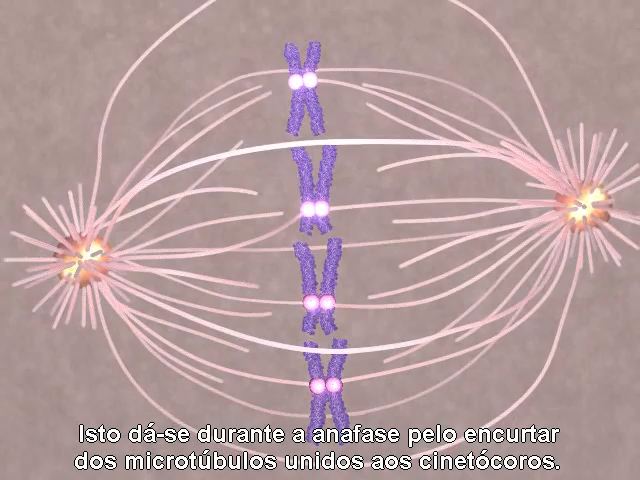 Isto dá-se durante a anafase pelo encurtar
dos microtúbulos unidos aos cinetócoros.